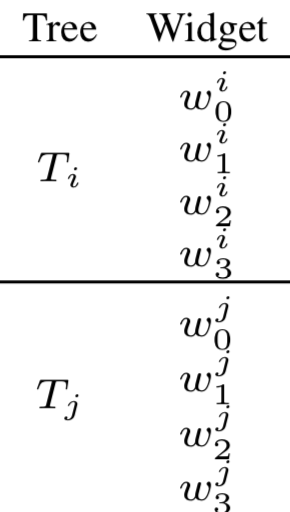 Tree Widget
w_0^i
w_1^i
T_i
w_2^i
w_3^i
w_0^j
w_1^j
T_j
w_2^j
w_3^j